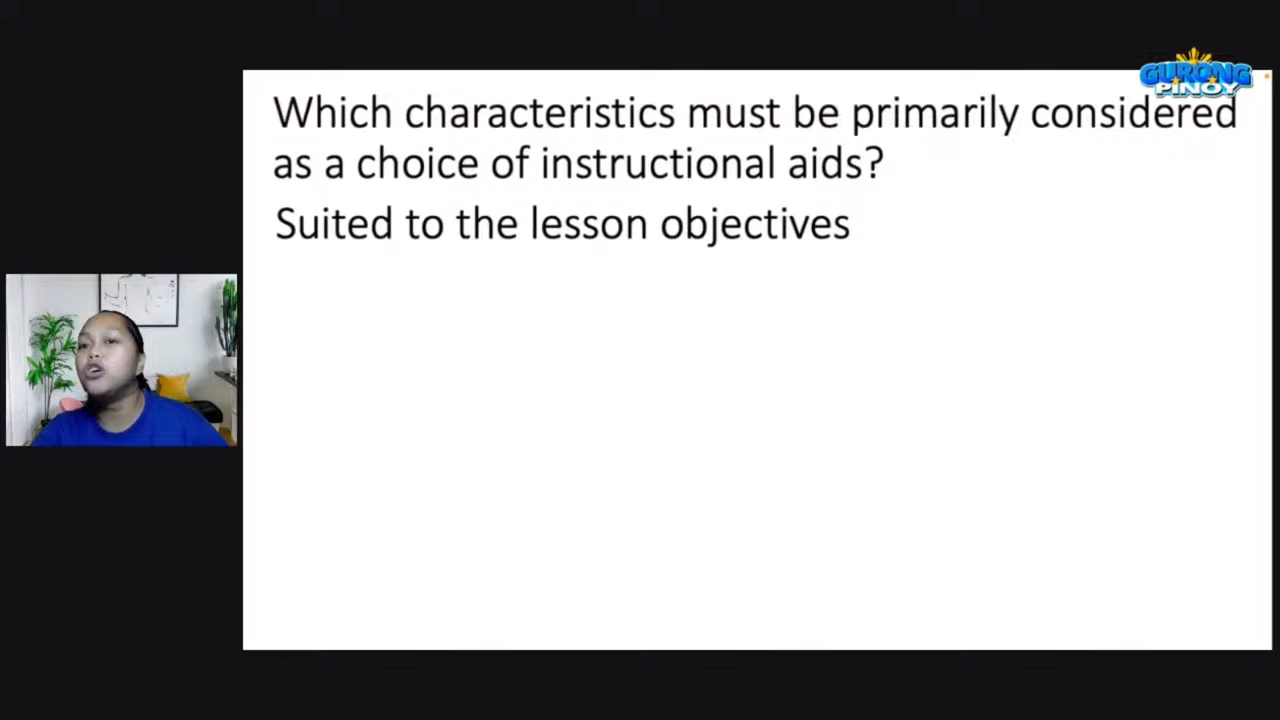 GURONG
PINOY
Which characteristics must be primarily considered
as a choice of instructional aids?
Suited to the lesson objectives